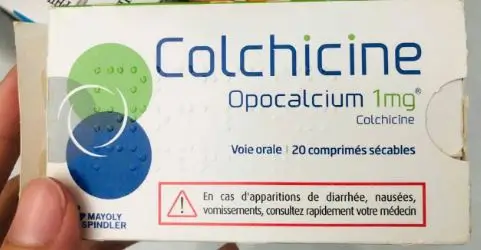 Colchicine
Opocalcium 1mg®
Colchicine
Voie orale | 20 comprimés sécables
En cas d'apparitions de diarrhée, nausées,
vomissements, consultez rapidement votre médecin
MAYOLY
SPINDLER